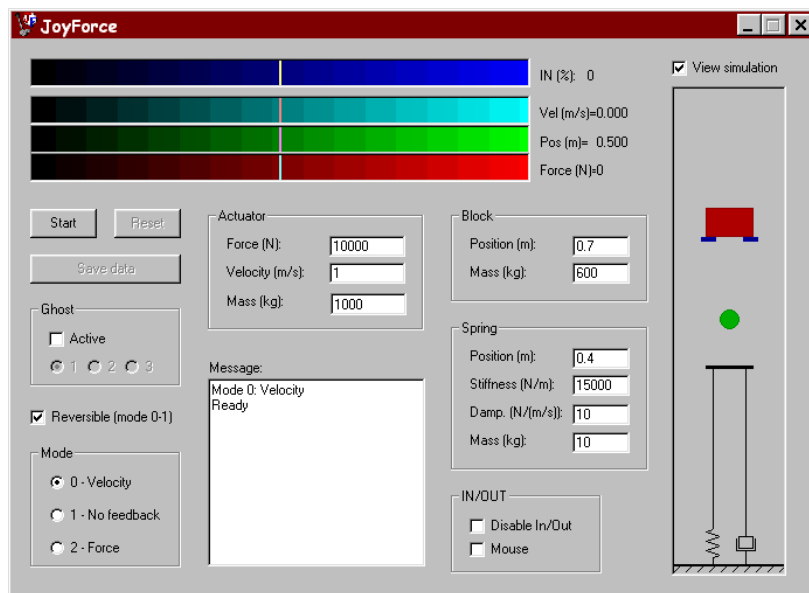 JoyForce
IN (%): 0
Vel (m/s)=0.000
Pos (m)= 0.500
Force (N)=0
View simulation
Start
Reset
Save data
Ghost
Active
1 2 3
Reversible (mode 0-1)
Mode
0 - Velocity
1 - No feedback
2 - Force
Actuator
Force (N): 10000
Velocity (m/s): 1
Mass (kg): 1000
Message:
Mode 0: Velocity
Ready
Block
Position (m): 0.7
Mass (kg): 600
Spring
Position (m): 0.4
Stiffness (N/m): 15000
Damp. (N/(m/s)): 10
Mass (kg): 10
IN/OUT
Disable In/Out
Mouse